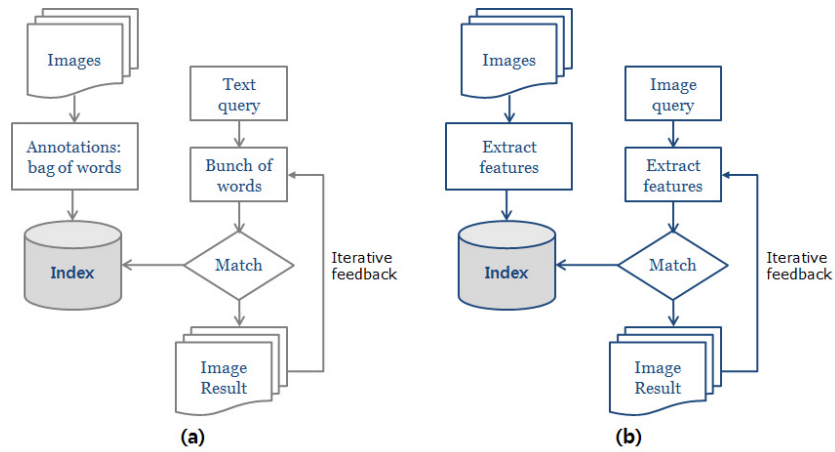 Images
Text
query
Annotations:
bag of words
Bunch of
words
Index
Match
Iterative
feedback
Image
Result
(a)
Images
Image
query
Extract
features
Extract
features
Index
Match
Iterative
feedback
Image
Result
(b)